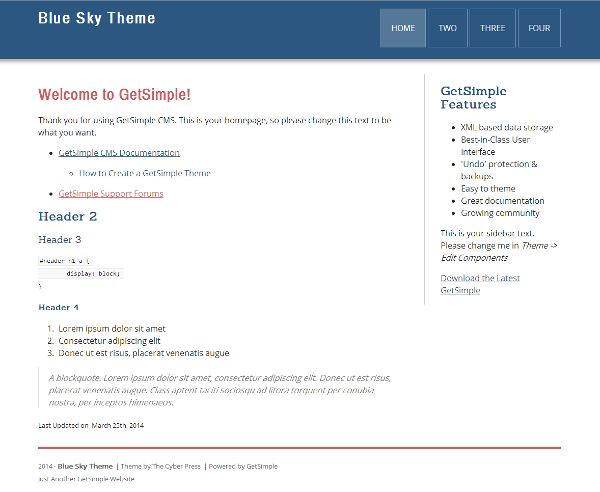 Blue Sky Theme
HOME
TWO
THREE
FOUR
Welcome to GetSimple!
Thank you for using GetSimple CMS. This is your homepage, so please change this text to be
what you want.
GetSimple CMS Documentation
How to Create a GetSimple Theme
GetSimple Support Forums
Header 2
Header 3
#header h1 a {
display: block;
}
Header 4
1. Lorem ipsum dolor sit amet
2. Consectetur adipiscing elit
3. Donec ut est risus, placerat venenatis augue
A blockquote. Lorem ipsum dolor sit amet, consectetur adipiscing elit. Donec ut est risus,
placerat venenatis augue. Class aptent taciti sociosqu ad litora torquent per conubia
nostra, per inceptos himenaeos.
Last Updated on March 25th, 2014
GetSimple
Features
XML based data storage
Best-in-Class User
Interface
'Undo' protection &
backups
Easy to theme
Great documentation
Growing community
This is your sidebar text.
Please change me in Theme ->
Edit Components
Download the Latest
GetSimple
2014 - Blue Sky Theme | Theme by The Cyber Press | Powered by GetSimple
Just Another GetSimple Website